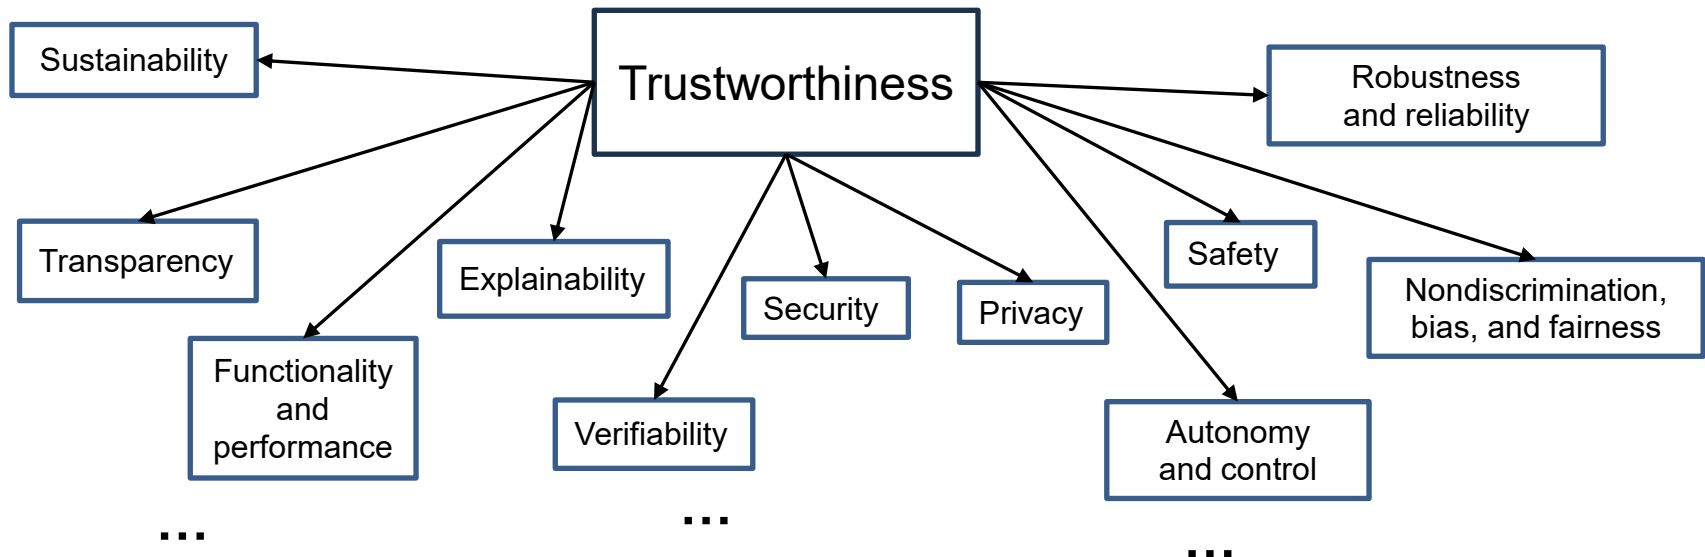 Trustworthiness
Sustainability
Robustness
and reliability
Transparency
Explainability
Safety
Nondiscrimination,
bias, and fairness
Security
Privacy
Functionality
and
performance
Verifiability
Autonomy
and control
...
...
...